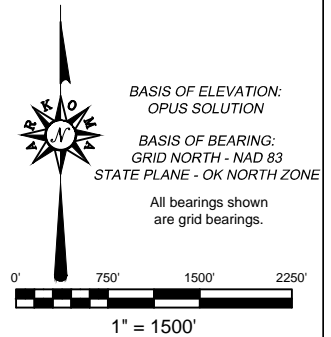 ARKOMA
N
BASIS OF ELEVATION:
OPUS SOLUTION
BASIS OF BEARING:
GRID NORTH - NAD 83
STATE PLANE - OK NORTH ZONE
All bearings shown
are grid bearings.
0' 750' 1500' 2250'
1" = 1500'